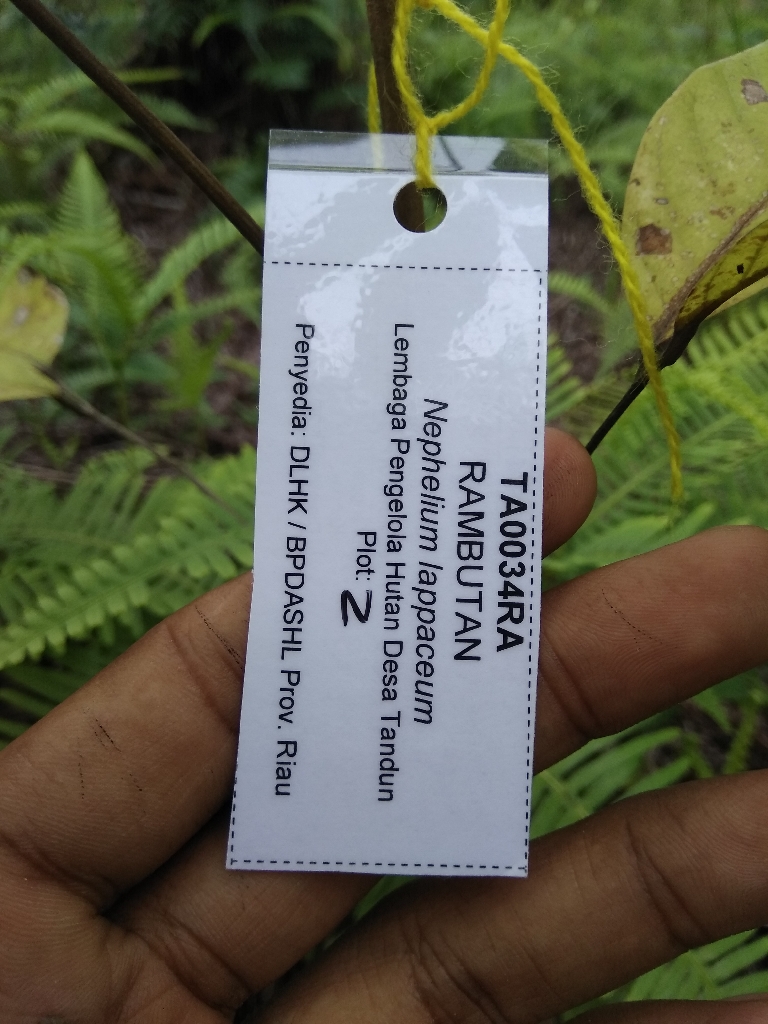 TA0034RA
RAMBUTAN
Nephelium lappaceum
Lembaga Pengelola Hutan Desa Tandun
Plot: 2
Penyedia: DLHK / BPDASHL Prov. Riau